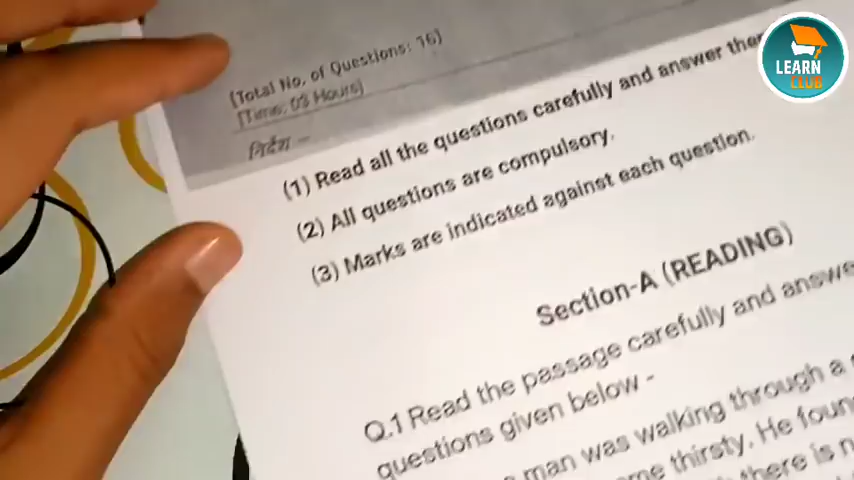 [Total No. of Questions: 16]
[Time: 03 Hours]
निर्देश –
(1) Read all the questions carefully and answer
(2) All questions are compulsory.
(3) Marks are indicated against each question.
Section-A (READING)
Q.1 Read the passage carefully and answe
questions given below -
man was walking through a
me thirsty. He foun
there is n
LEARN
CLUB